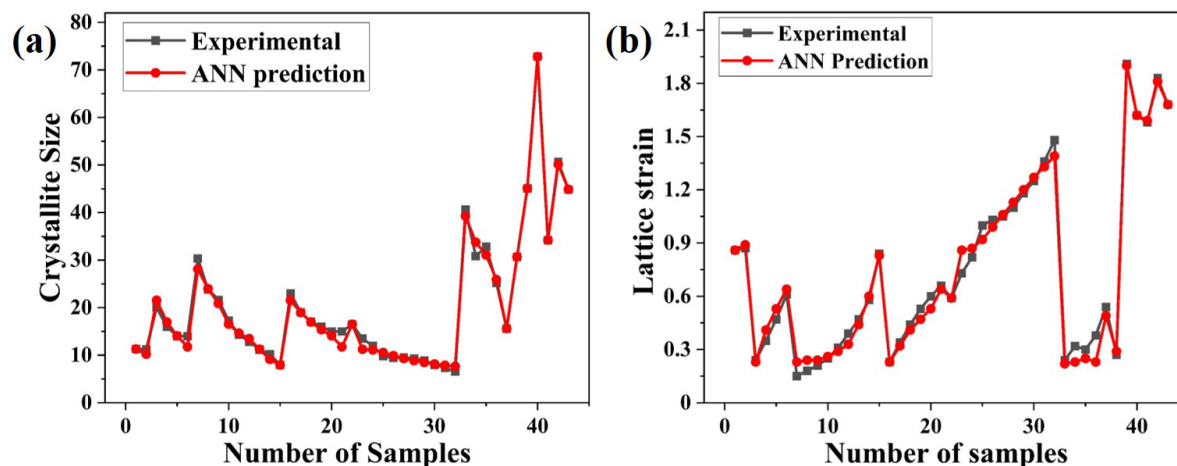 (a)
Experimental
ANN prediction
Crystallite Size
80
70
60
50
40
30
20
10
0
0 10 20 30 40
Number of Samples
(b)
Experimental
ANN Prediction
Lattice strain
2.1
1.8
1.5
1.2
0.9
0.6
0.3
0
0 10 20 30 40
Number of samples